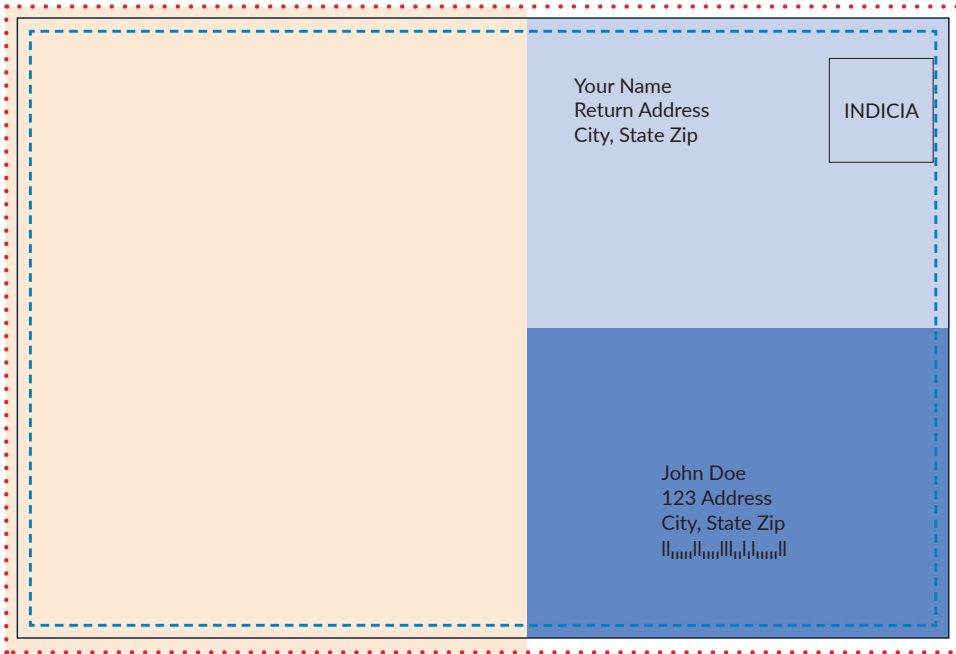 Your Name
Return Address
City, State Zip
INDICIA
John Doe
123 Address
City, State Zip